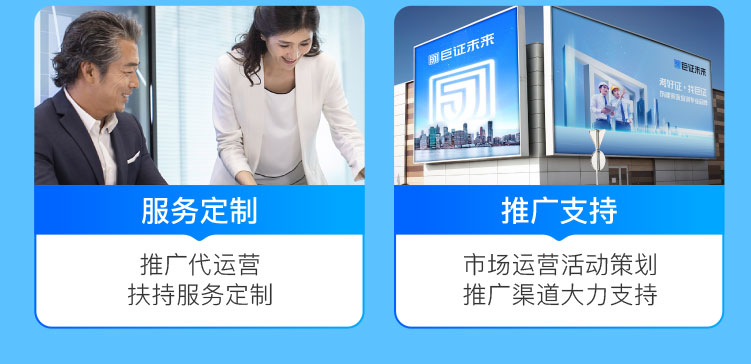 巨证未来
巨证未来
考好证·找巨证
服务定制
推广代运营
扶持服务定制
推广支持
市场运营活动策划
推广渠道大力支持